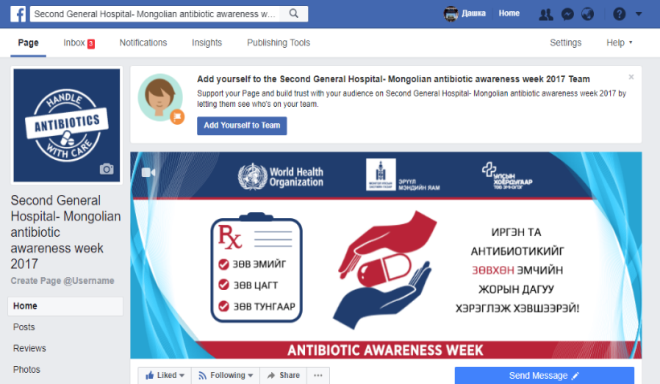 Second General Hospital- Mongolian antibiotic awareness w...
Дашка Home
Page Inbox 3 Notifications Insights Publishing Tools Settings Help
HANDLE
ANTIBIOTICS
WITH CARE
Add yourself to the Second General Hospital- Mongolian antibiotic awareness week 2017 Team
Support your Page and build trust with your audience on Second General Hospital- Mongolian antibiotic awareness week 2017 by
letting them see who's on your team.
Add Yourself to Team
Second General
Hospital- Mongolian
antibiotic
awareness week
2017
Create Page @Username
Home
Posts
Reviews
Photos
World Health
Organization
ЭРҮҮЛ
МЭНДИЙН ЯАМ
УЛСЫН
ХОЁРДУГААР
ТӨВ ЭМНЭЛЭГ
Rx
ЗӨВ ЭМИЙГ
ЗӨВ ЦАГТ
ЗӨВ ТУНГААР
ИРГЭН ТА
АНТИБИОТИКИЙГ
ЗӨВХӨН ЭМЧИЙН
ЖОРЫН ДАГУУ
ХЭРЭГЛЭЖ ХЭВШЭЭРЭЙ!
ANTIBIOTIC AWARENESS WEEK
Liked Following Share ...
Send Message